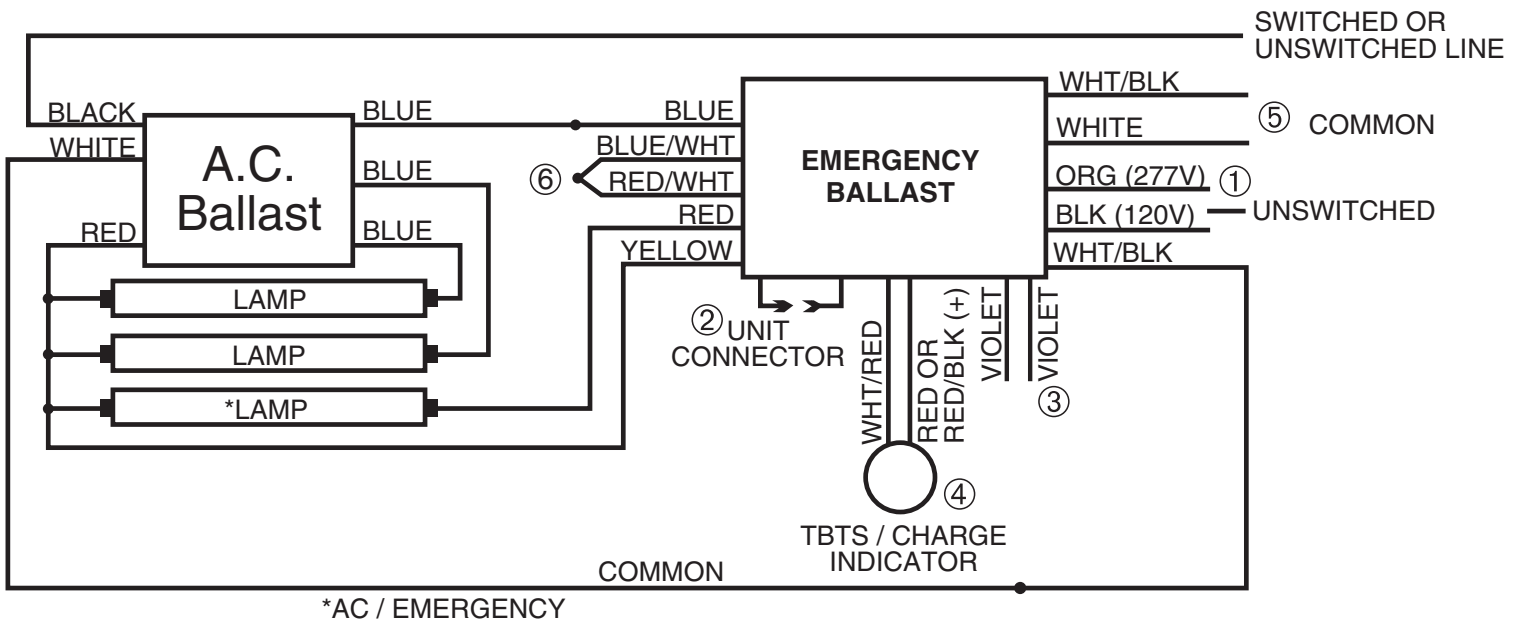 SWITCHED OR
UNSWITCHED LINE
BLACK
WHITE
RED
A.C.
Ballast
BLUE
BLUE
BLUE
BLUE
BLUE/WHT
⑥
RED/WHT
RED
YELLOW
EMERGENCY
BALLAST
WHT/BLK
WHITE
⑤ COMMON
ORG (277V) ①
BLK (120V)
UNSWITCHED
WHT/BLK
LAMP
LAMP
*LAMP
② UNIT
CONNECTOR
WHT/RED
RED OR
RED/BLK (+)
VIOLET
VIOLET
③
④
TBTS / CHARGE
INDICATOR
COMMON
*AC / EMERGENCY